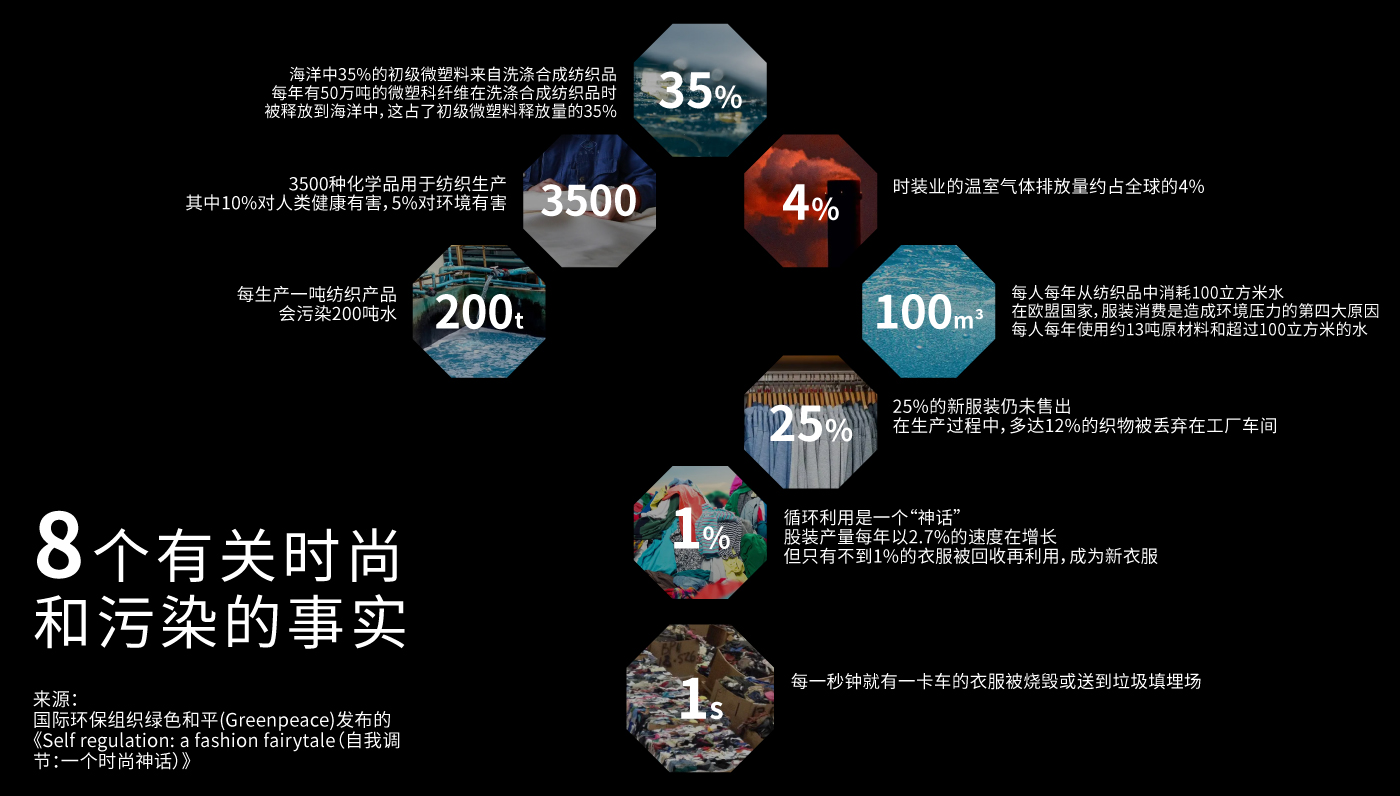 35%
海洋中35%的初级微塑料来自洗涤合成纺织品
每年有50万吨的微塑科纤维在洗涤合成纺织品时
被释放到海洋中，这占了初级微塑料释放量的35%
3500
3500种化学品用于纺织生产
其中10%对人类健康有害，5%对环境有害
4%
时装业的温室气体排放量约占全球的4%
200t
每生产一吨纺织产品
会污染200吨水
100m³
每人每年从纺织品中消耗100立方米水
在欧盟国家，服装消费是造成环境压力的第四大原因
每人每年使用约13吨原材料和超过100立方米的水
25%
25%的新服装仍未售出
在生产过程中，多达12%的织物被丢弃在工厂车间
1%
循环利用是一个“神话”
股装产量每年以2.7%的速度在增长
但只有不到1%的衣服被回收再利用，成为新衣服
1s
每一秒钟就有一卡车的衣服被烧毁或送到垃圾填埋场
8个有关时尚
和污染的事实
来源：
国际环保组织绿色和平(Greenpeace)发布的
《Self regulation: a fashion fairytale（自我调
节：一个时尚神话）》